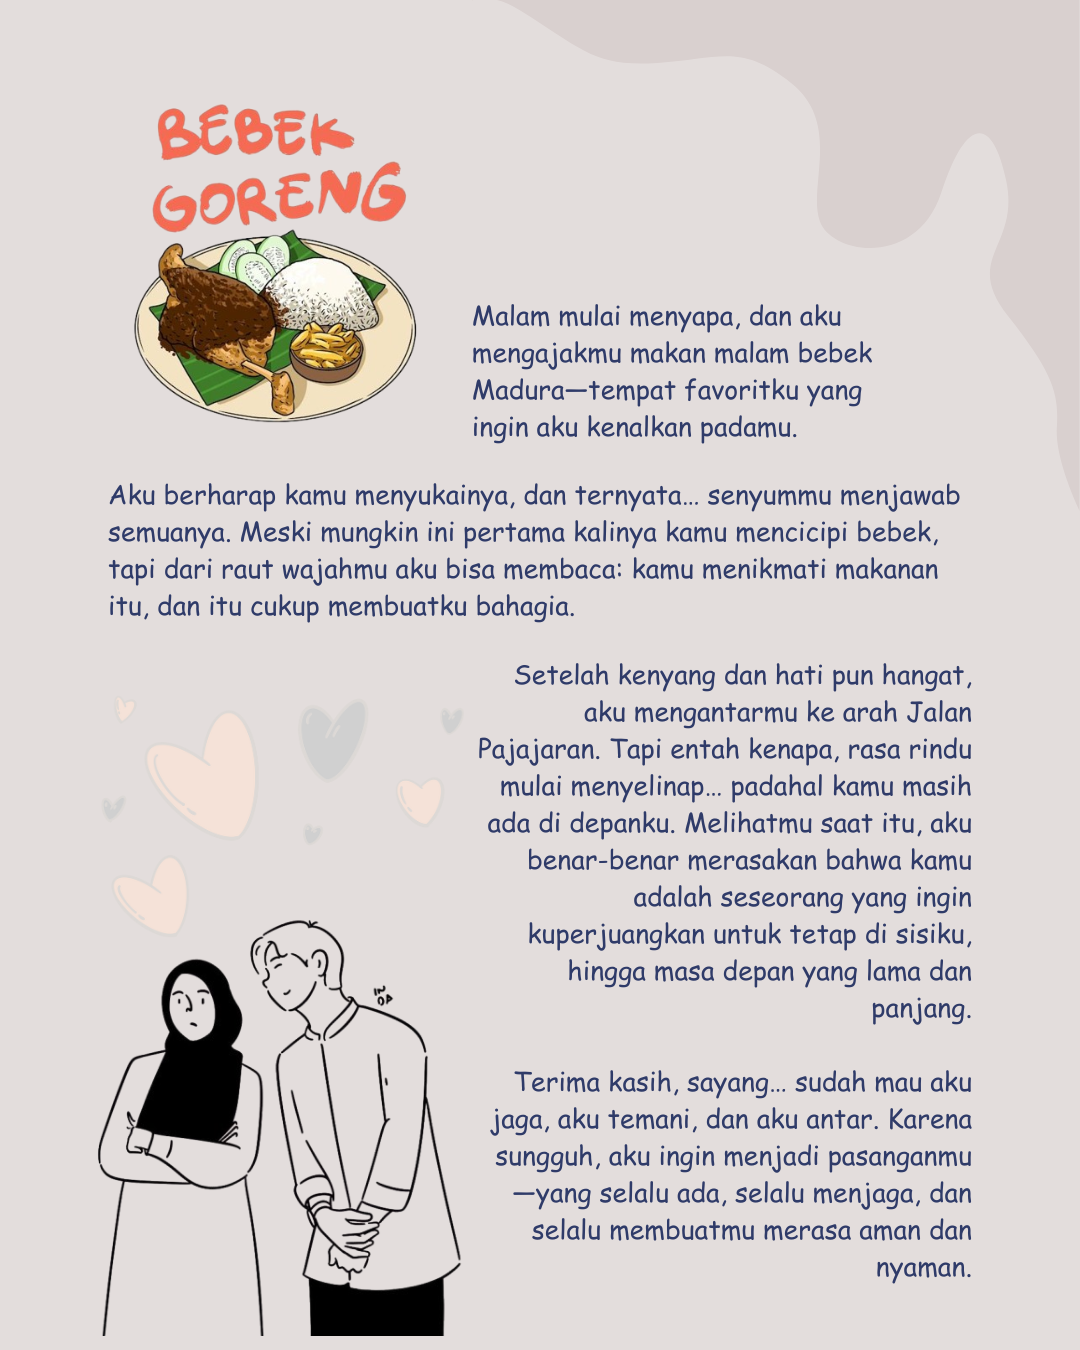 BEBEK
GORENG
Malam mulai menyapa, dan aku
mengajakmu makan malam bebek
Madura—tempat favoritku yang
ingin aku kenalkan padamu.
Aku berharap kamu menyukainya, dan ternyata... senyummu menjawab
semuanya. Meski mungkin ini pertama kalinya kamu mencicipi bebek,
tapi dari raut wajahmu aku bisa membaca: kamu menikmati makanan
itu, dan itu cukup membuatku bahagia.
Setelah kenyang dan hati pun hangat,
aku mengantarmu ke arah Jalan
Pajajaran. Tapi entah kenapa, rasa rindu
mulai menyelinap... padahal kamu masih
ada di depanku. Melihatmu saat itu, aku
benar-benar merasakan bahwa kamu
adalah seseorang yang ingin
kuperjuangkan untuk tetap di sisiku,
hingga masa depan yang lama dan
panjang.
IN
DA
Terima kasih, sayang... sudah mau aku
jaga, aku temani, dan aku antar. Karena
sungguh, aku ingin menjadi pasanganmu
—yang selalu ada, selalu menjaga, dan
selalu membuatmu merasa aman dan
nyaman.